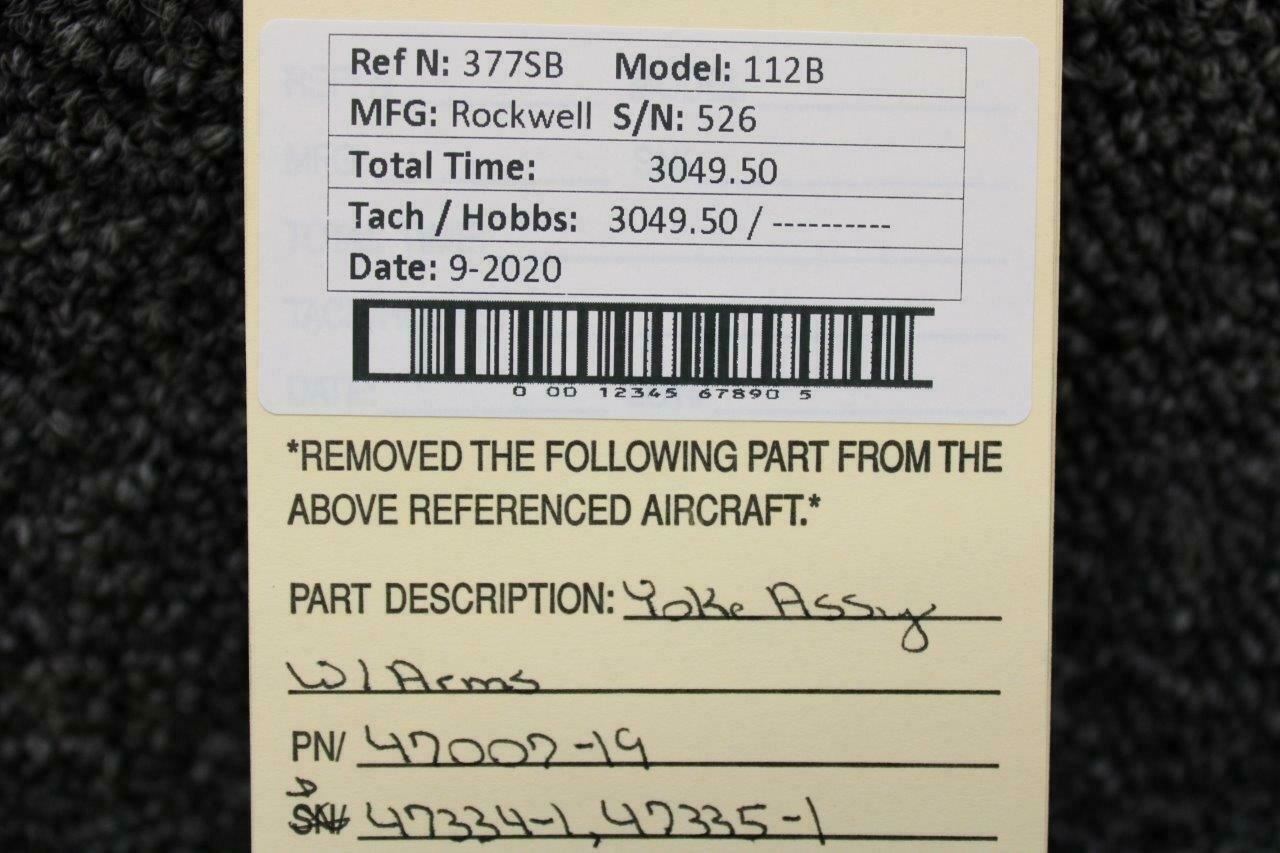 Ref N: 377SB Model: 112B
MFG: Rockwell S/N: 526
Total Time: 3049.50
Tach / Hobbs: 3049.50 / ----------
Date: 9-2020
0 00 12345 67890 5
*REMOVED THE FOLLOWING PART FROM THE
ABOVE REFERENCED AIRCRAFT.*
PART DESCRIPTION: Yoke Assy
W/ Arms
PN/ 47007-19
SN/ 47334-1, 47335-1